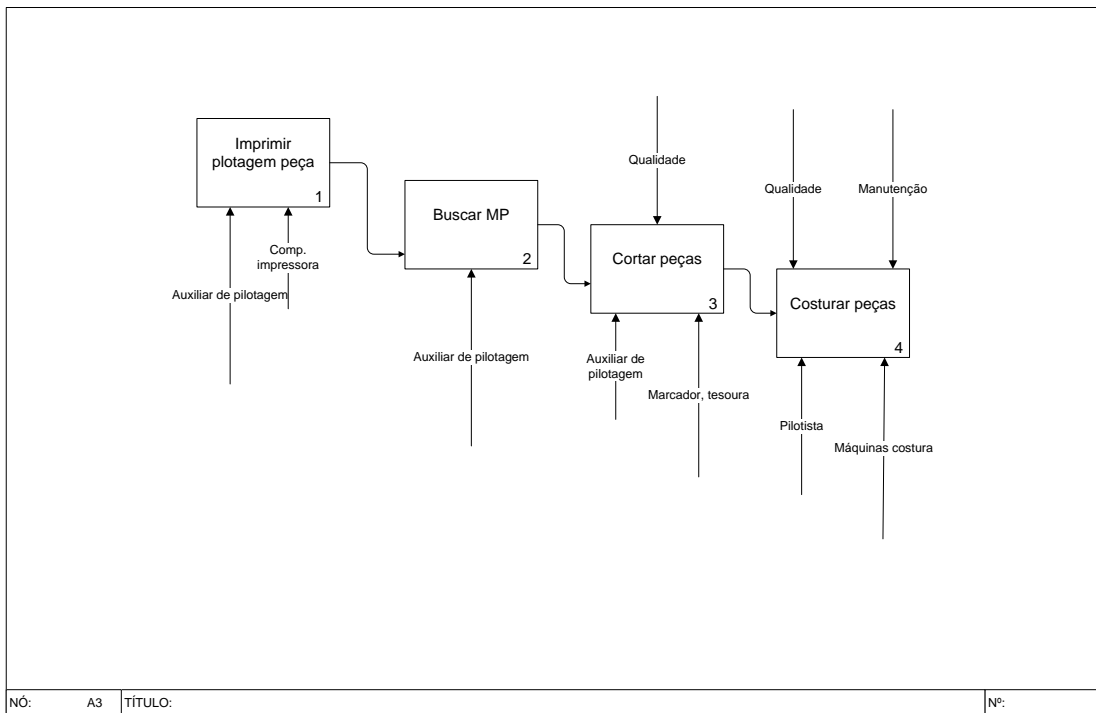 Imprimir
plotagem peça
1
Comp.
impressora
Auxiliar de pilotagem
Buscar MP
2
Auxiliar de pilotagem
Qualidade
Cortar peças
3
Auxiliar de
pilotagem
Marcador, tesoura
Qualidade
Manutenção
Costurar peças
4
Pilotista
Máquinas costura
NÓ: A3 TÍTULO: Nº: